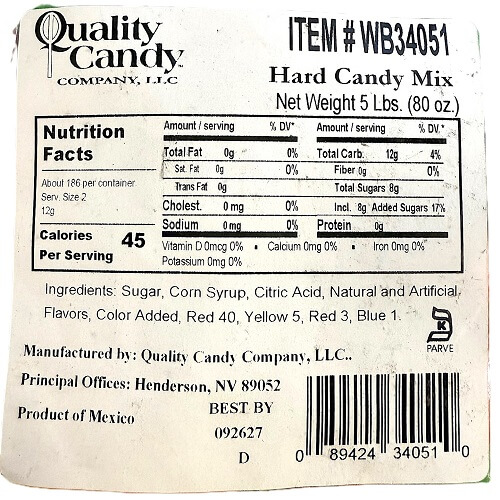 Quality
Candy
COMPANY, LLC
ITEM # WB34051
Hard Candy Mix
Net Weight 5 Lbs. (80 oz.)
Nutrition
Facts
About 186 per container
Serv. Size 2
12g
Calories 45
Per Serving
Amount / serving % DV*
Total Fat 0g 0%
Sat. Fat 0g 0%
Trans Fat 0g
Cholest. 0 mg 0%
Sodium 0 mg 0%
Amount / serving % DV*
Total Carb. 12g 4%
Fiber 0g 0%
Total Sugars 8g
Incl. 8g Added Sugars 17%
Protein 0g
Vitamin D 0mcg 0% • Calcium 0mg 0% • Iron 0mg 0%
Potassium 0mg 0%
Ingredients: Sugar, Corn Syrup, Citric Acid, Natural and Artificial
Flavors, Color Added, Red 40, Yellow 5, Red 3, Blue 1.
K
PARVE
Manufactured by: Quality Candy Company, LLC..
Principal Offices: Henderson, NV 89052
Product of Mexico
BEST BY
092627
D
0 89424 34051 0